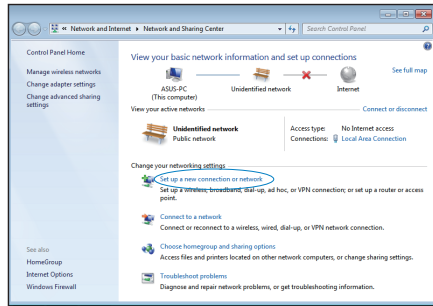 « Network and Internet ▸ Network and Sharing Center
Search Control Panel
Control Panel Home
Manage wireless networks
Change adapter settings
Change advanced sharing
settings
See also
HomeGroup
Internet Options
Windows Firewall
View your basic network information and set up connections
See full map
ASUS-PC
(This computer)
Unidentified network
Internet
View your active networks
Connect or disconnect
Unidentified network
Public network
Access type: No Internet access
Connections: Local Area Connection
Change your networking settings
Set up a new connection or network
Set up a wireless, broadband, dial-up, ad hoc, or VPN connection; or set up a router or access
point.
Connect to a network
Connect or reconnect to a wireless, wired, dial-up, or VPN network connection.
Choose homegroup and sharing options
Access files and printers located on other network computers, or change sharing settings.
Troubleshoot problems
Diagnose and repair network problems, or get troubleshooting information.